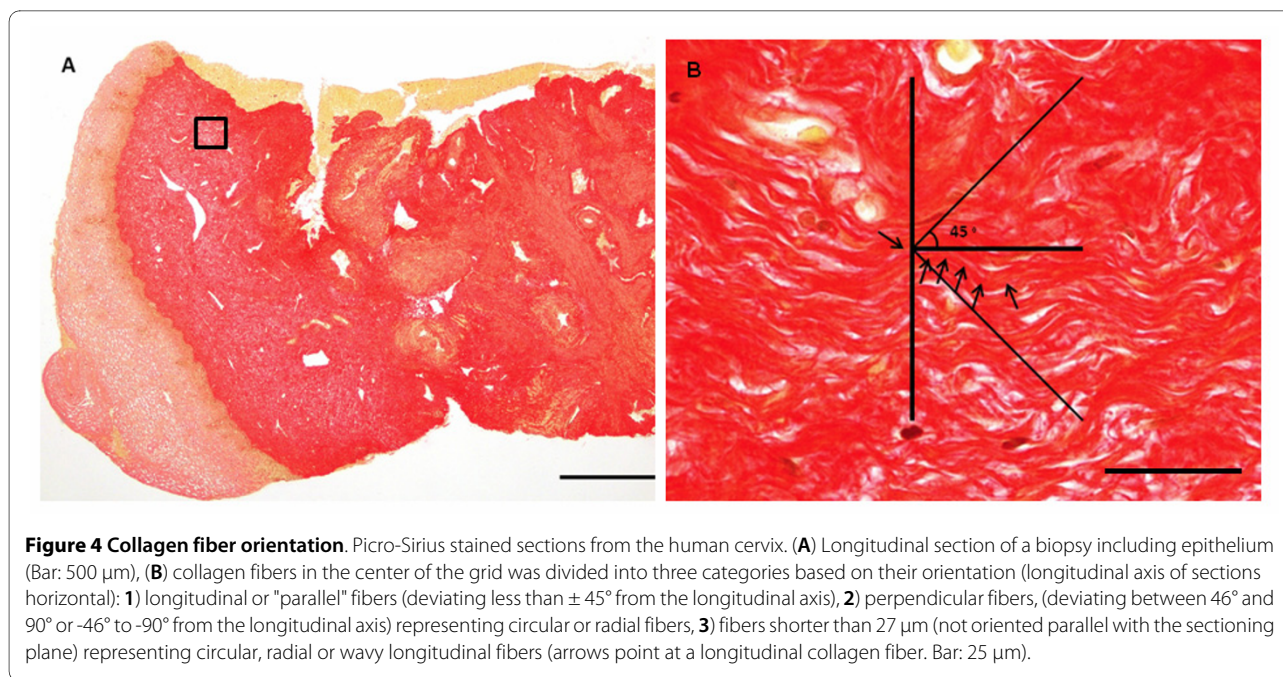 A
B
45 °
Figure 4 Collagen fiber orientation. Picro-Sirius stained sections from the human cervix. (A) Longitudinal section of a biopsy including epithelium
(Bar: 500 μm), (B) collagen fibers in the center of the grid was divided into three categories based on their orientation (longitudinal axis of sections
horizontal): 1) longitudinal or "parallel" fibers (deviating less than ± 45° from the longitudinal axis), 2) perpendicular fibers, (deviating between 46° and
90° or -46° to -90° from the longitudinal axis) representing circular or radial fibers, 3) fibers shorter than 27 μm (not oriented parallel with the sectioning
plane) representing circular, radial or wavy longitudinal fibers (arrows point at a longitudinal collagen fiber. Bar: 25 μm).